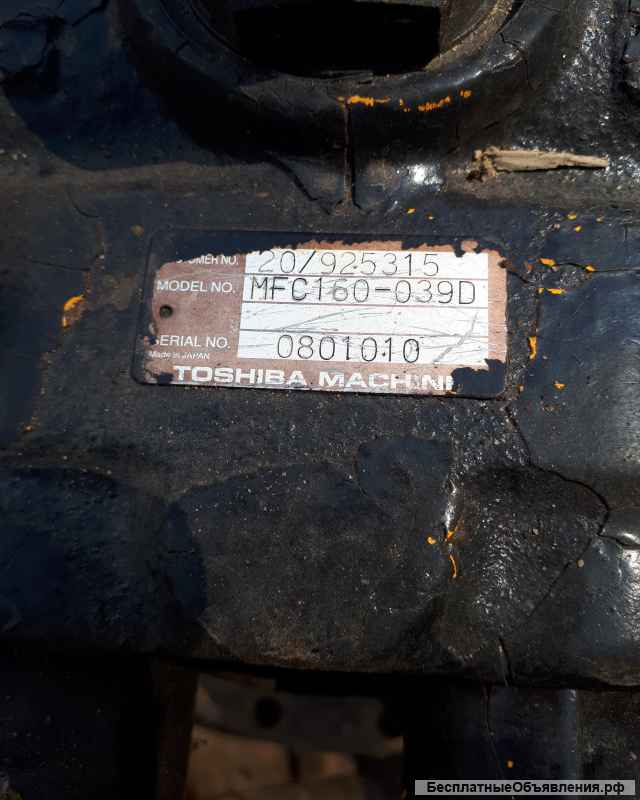 20/925315
MODEL NO. MFC160-039D
SERIAL NO. 0801010
Made in JAPAN
TOSHIBA MACHINE
БесплатныеОбъявления.рф